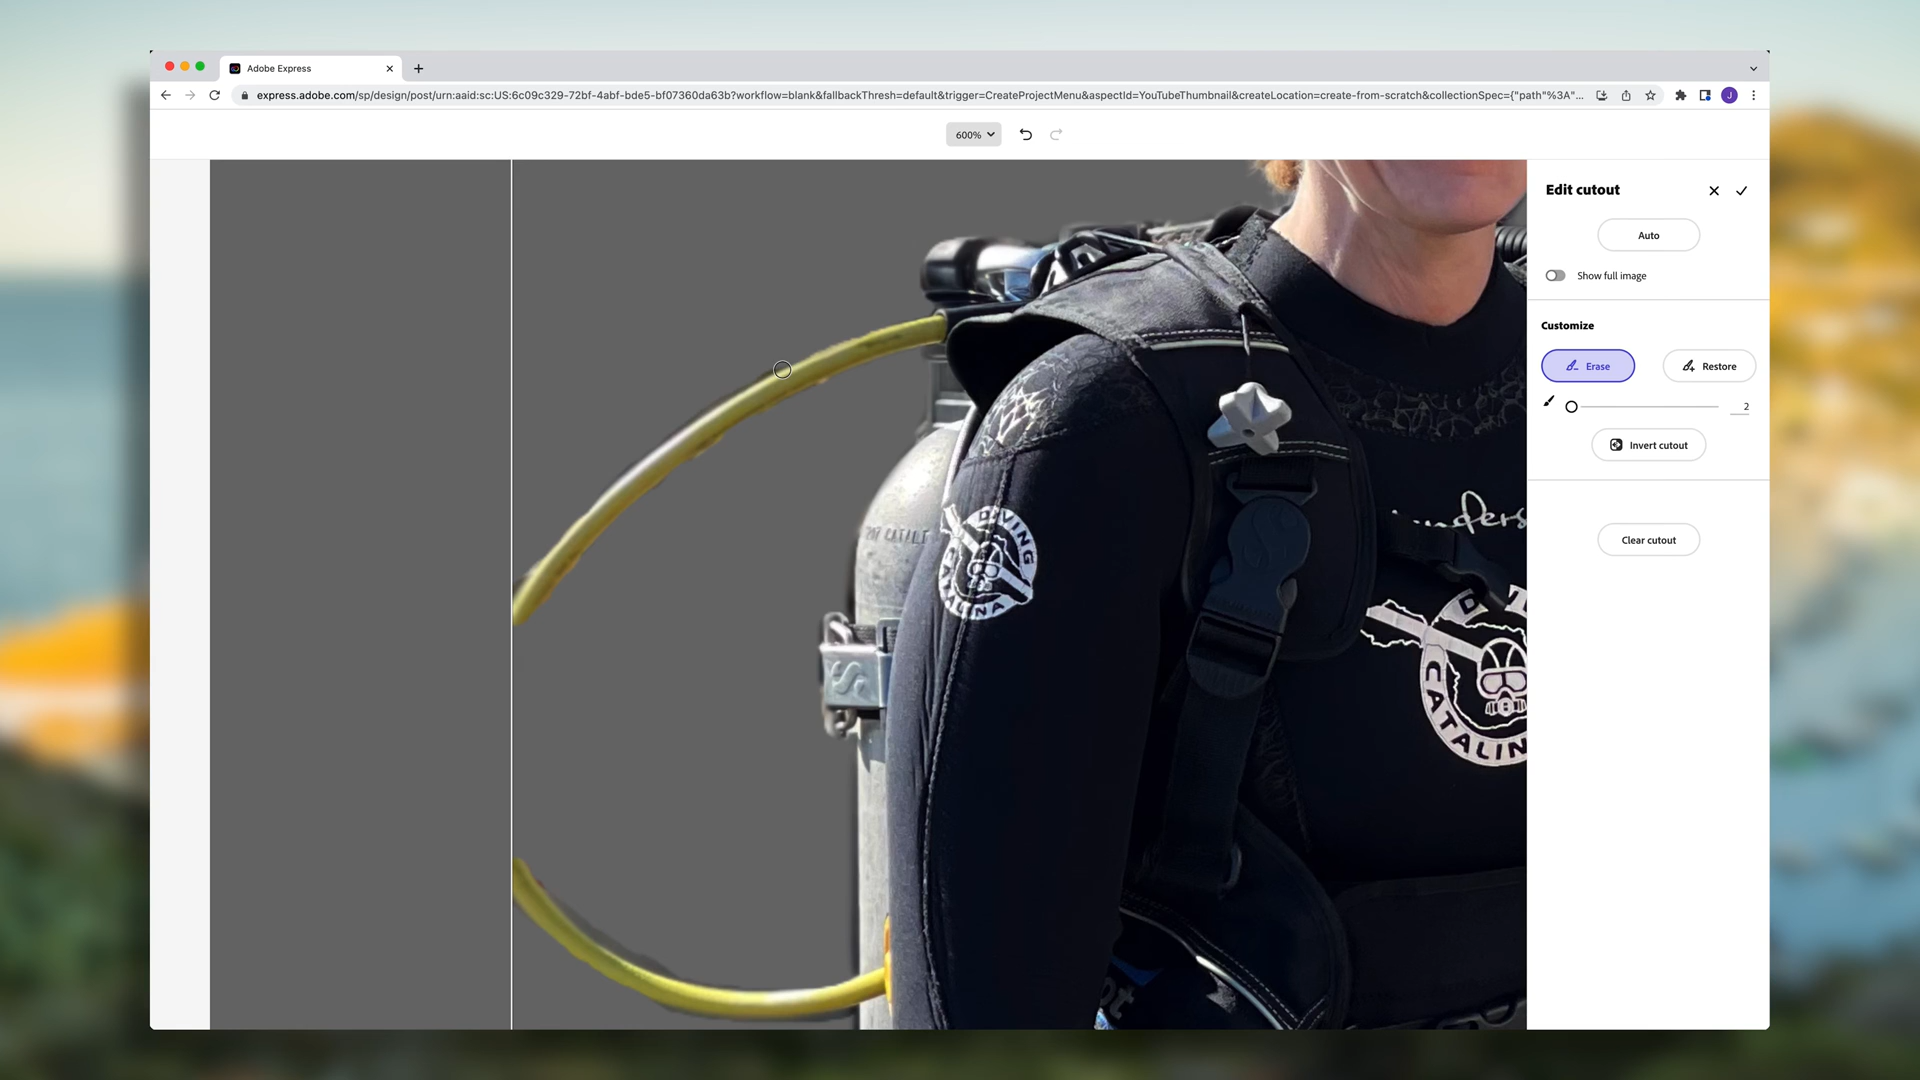 Adobe Express
express.adobe.com/sp/design/post/urn:aaid:sc:US:6c09c329-72bf-4abf-bde5-bf07360da63b?workflow=blank&fallbackThresh=default&trigger=CreateProjectMenu&aspectId=YouTubeThumbnail&createLocation=create-from-scratch&collectionSpec={"path"%3A"...
J
600%
Edit cutout
Auto
Show full image
Customize
Erase
Restore
2
Invert cutout
Clear cutout
DIVING
CATALINA
CATALIN